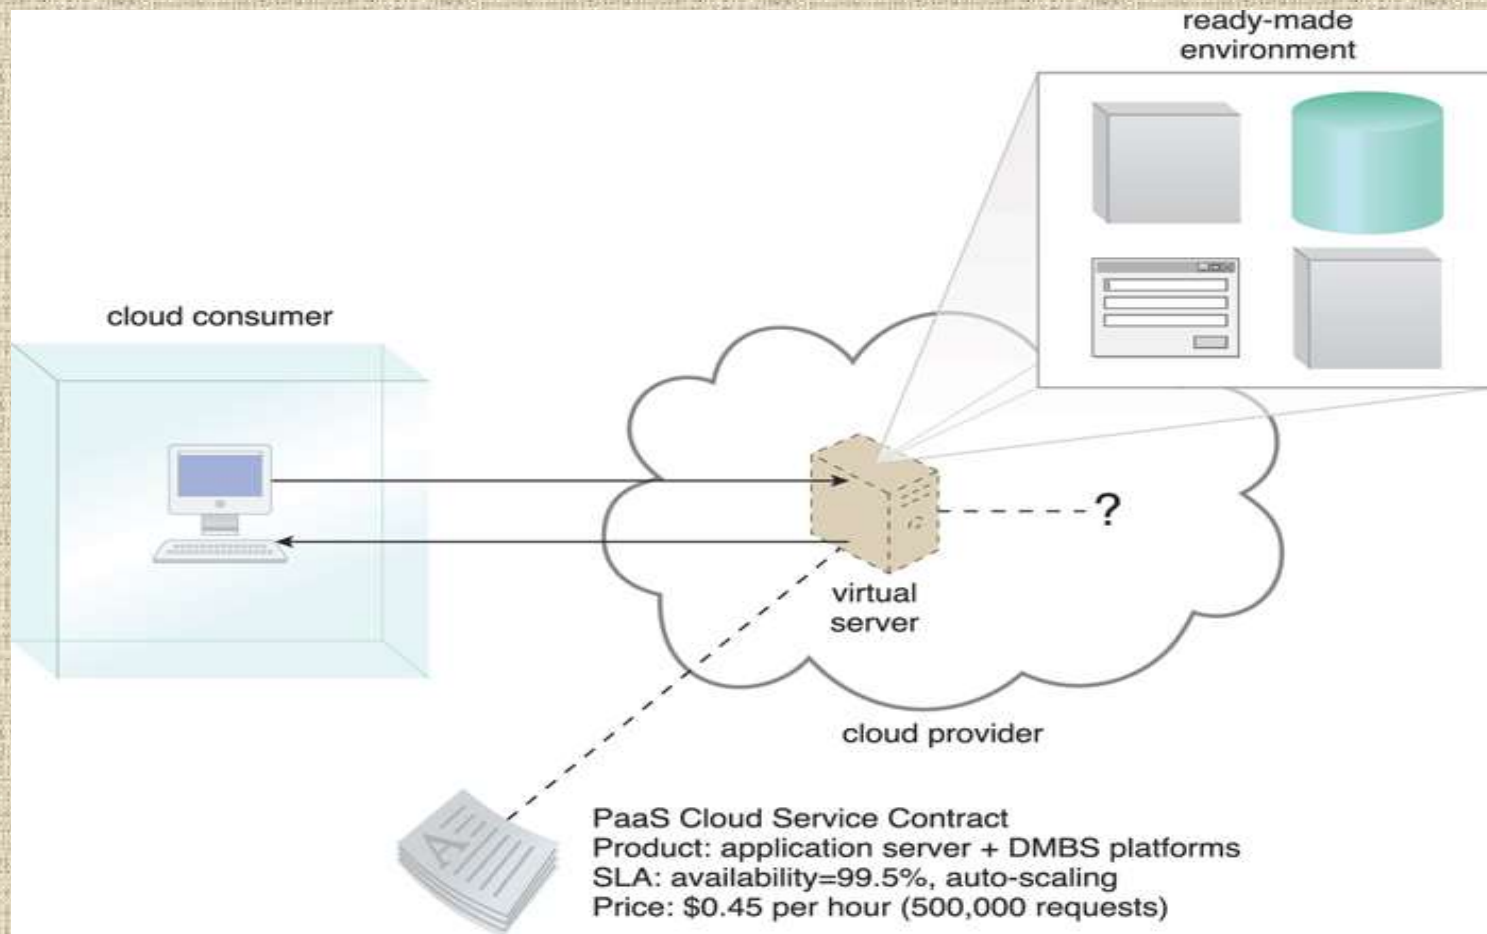 ready-made
environment
cloud consumer
?
virtual
server
cloud provider
PaaS Cloud Service Contract
Product: application server + DMBS platforms
SLA: availability=99.5%, auto-scaling
Price: $0.45 per hour (500,000 requests)
A